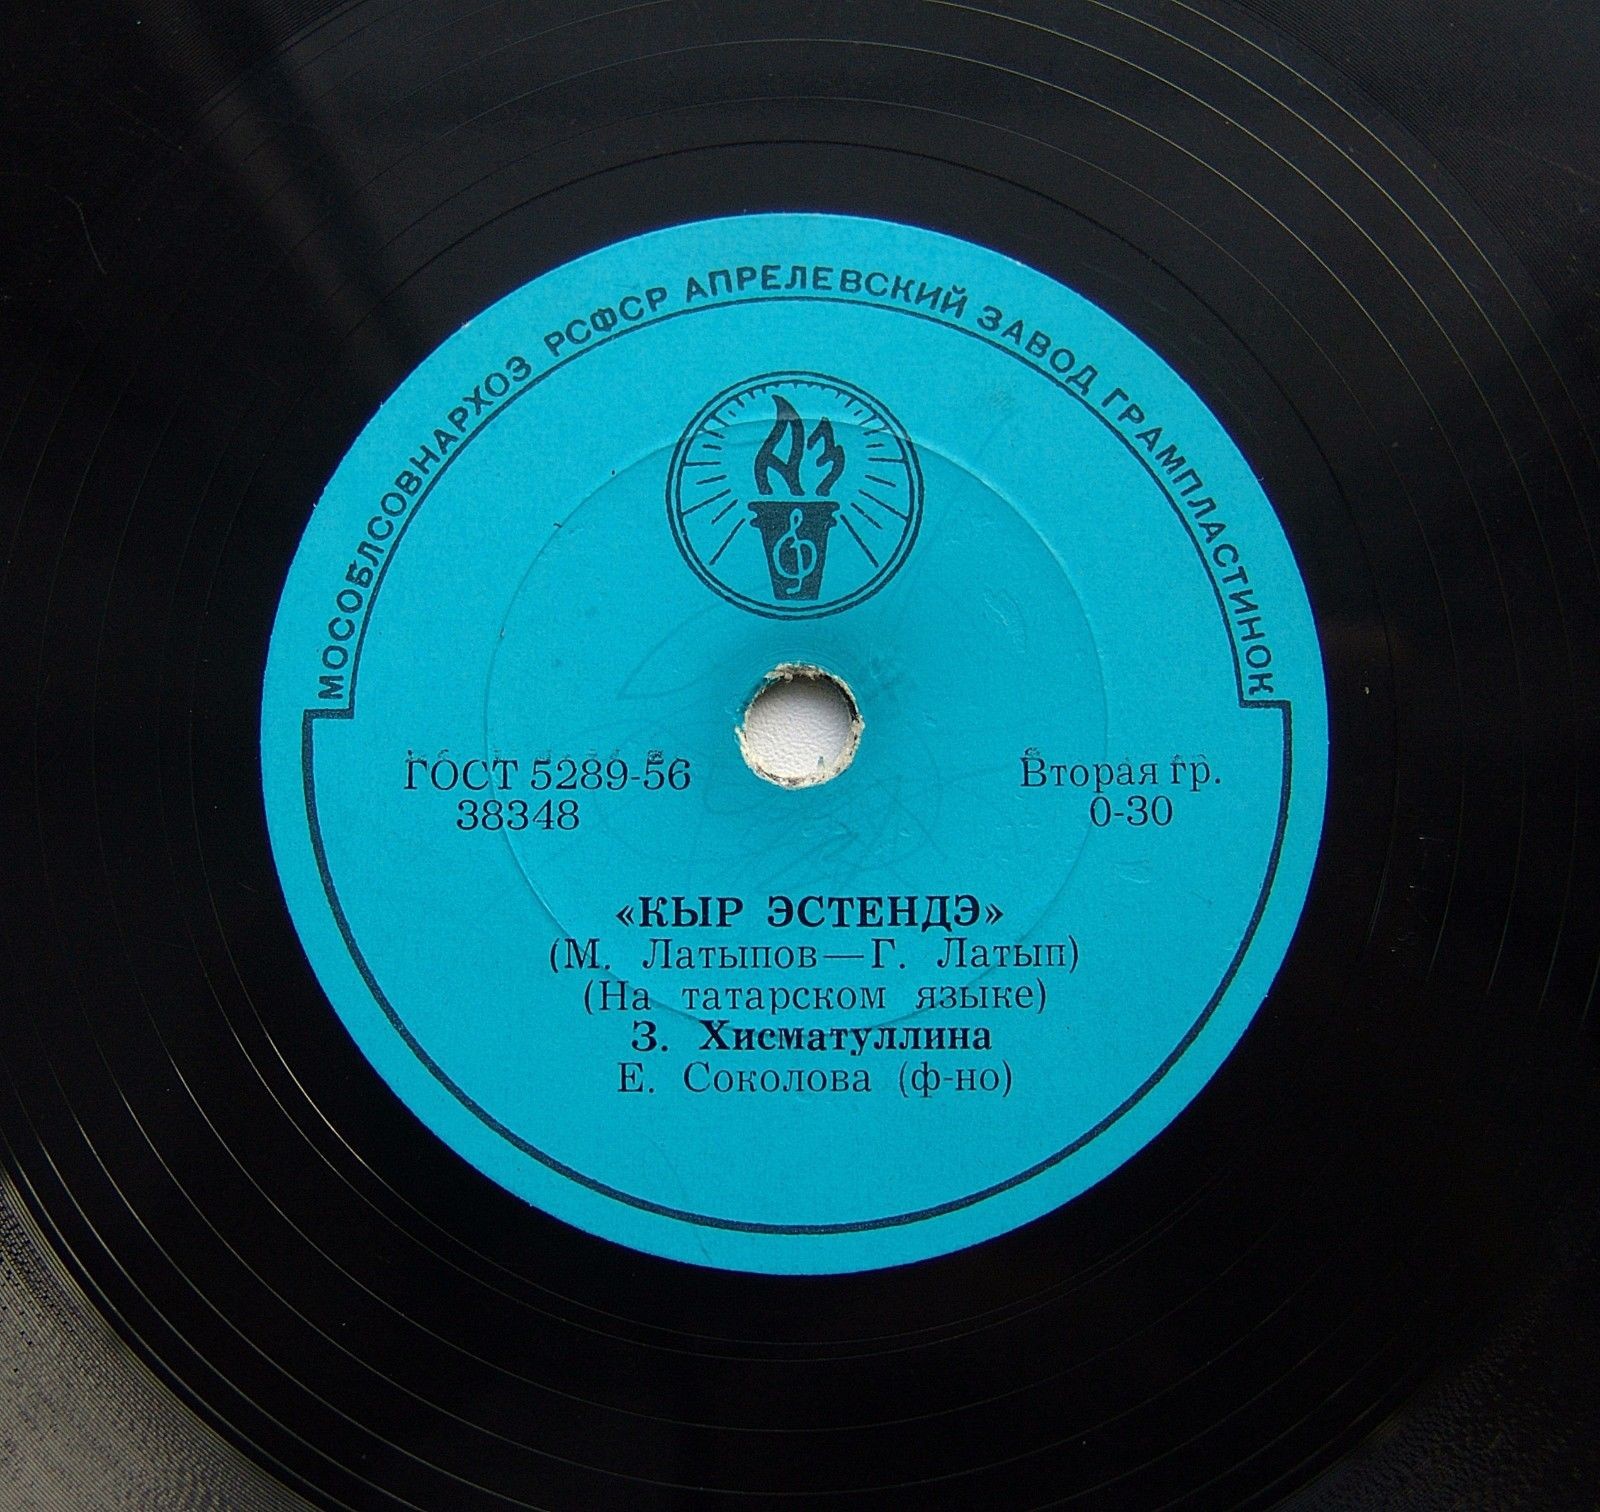 МОСОБЛСОВНАРХОЗ РСФСР АПРЕЛЕВСКИЙ ЗАВОД ГРАМПЛАСТИНОК
АЗ
ГОСТ 5289-56
38348
Вторая гр.
0-30
«КЫР ЭСТЕНДЭ»
(М. Латыпов—Г. Латып)
(На татарском языке)
З. Хисматуллина
Е. Соколова (ф-но)